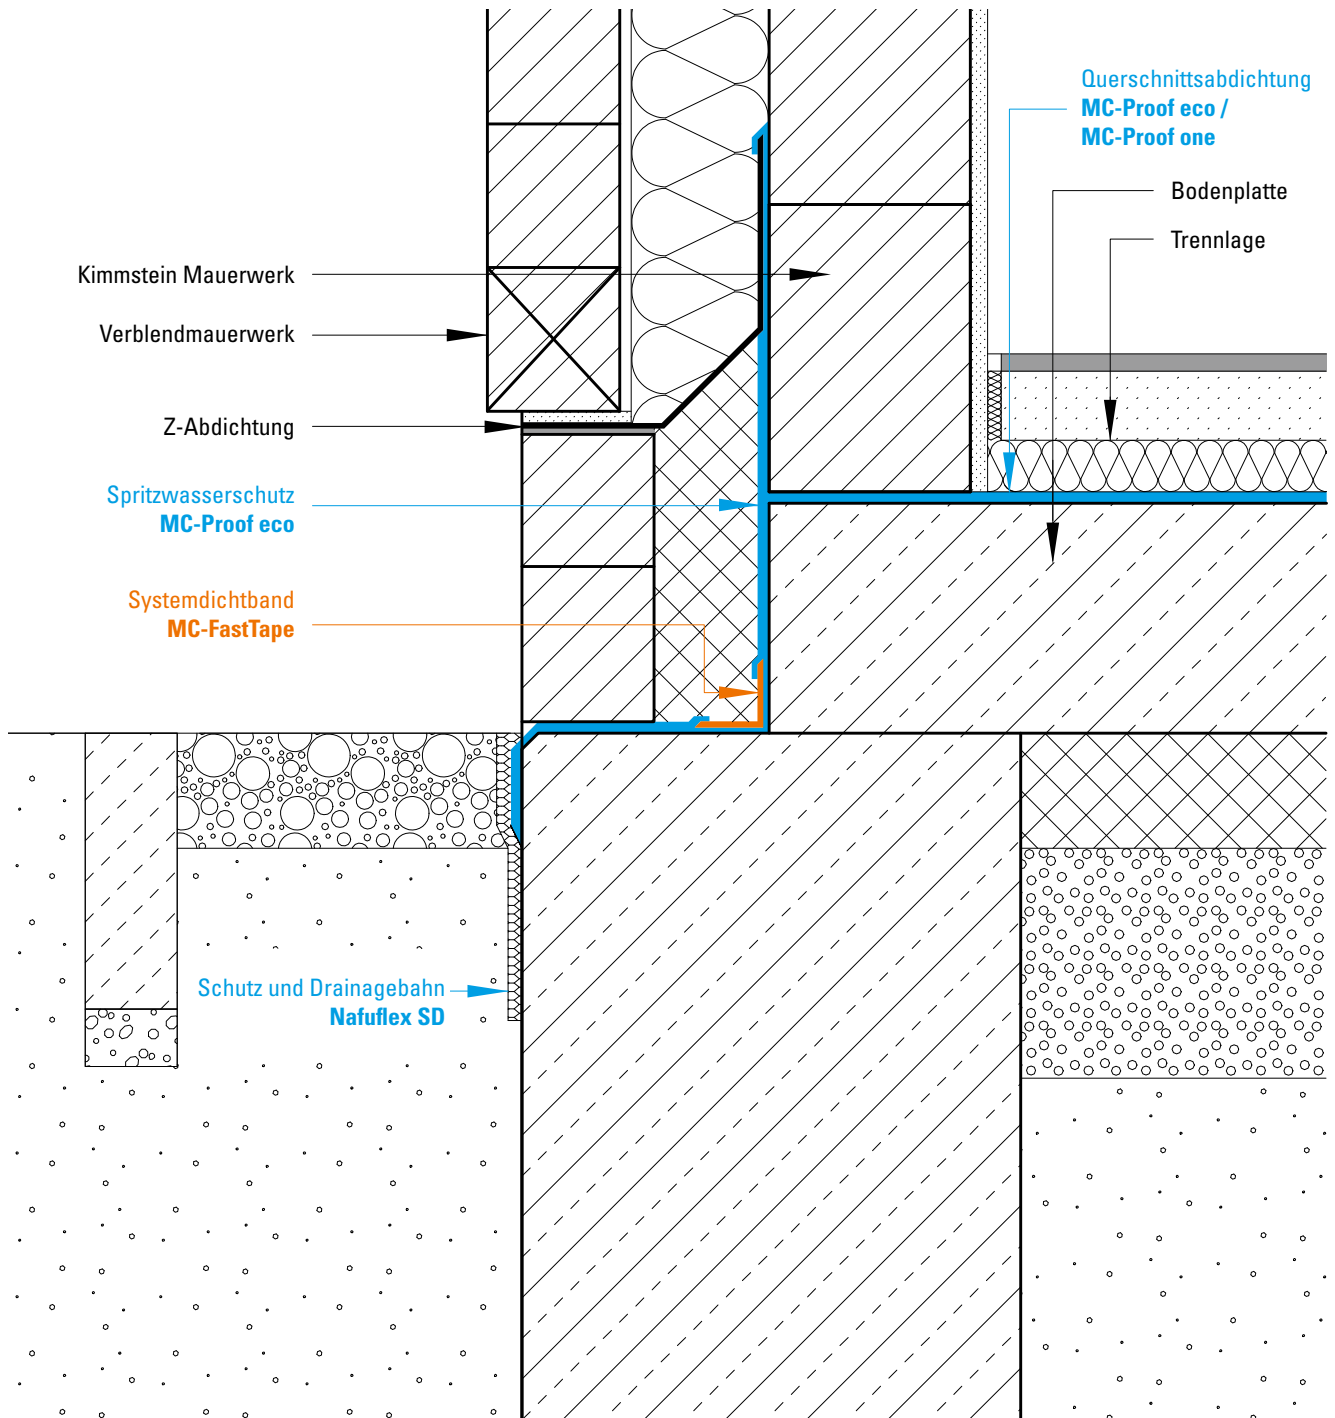 Querschnittsabdichtung
MC-Proof eco /
MC-Proof one
Bodenplatte
Trennlage
Kimmstein Mauerwerk
Verblendmauerwerk
Z-Abdichtung
Spritzwasserschutz
MC-Proof eco
Systemdichtband
MC-FastTape
Schutz und Drainagebahn
Nafuflex SD